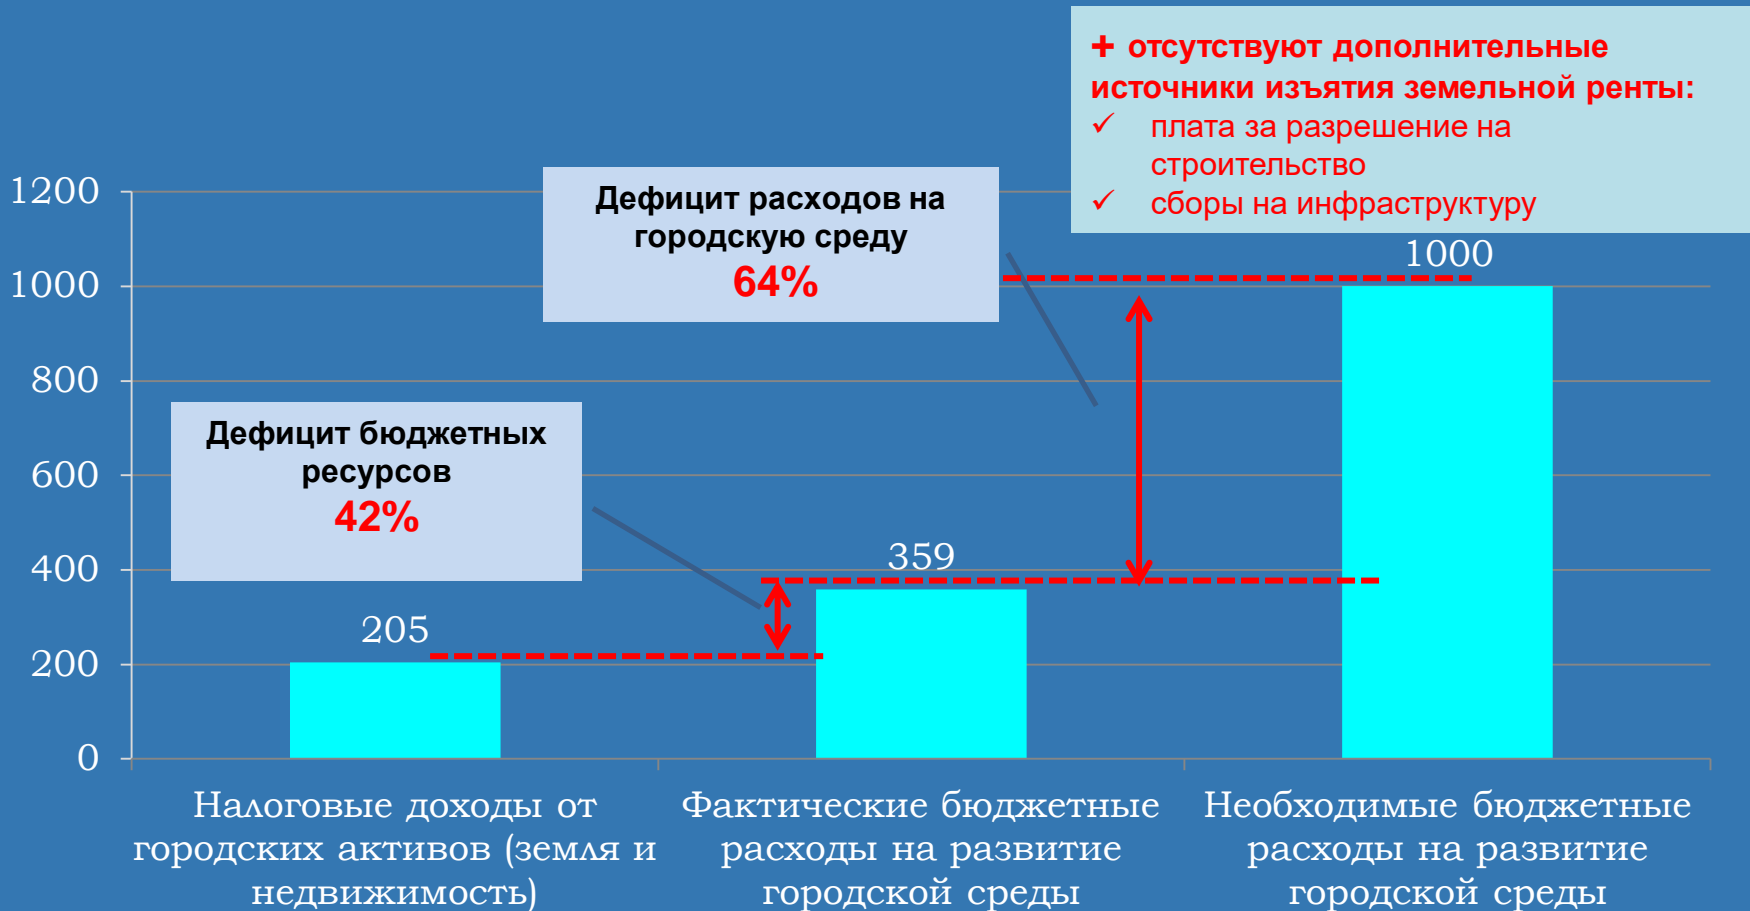 + отсутствуют дополнительные
источники изъятия земельной ренты:
✓ плата за разрешение на
строительство
✓ сборы на инфраструктуру
Дефицит расходов на
городскую среду
64%
Дефицит бюджетных
ресурсов
42%
1200
1000
800
600
400
200
0
205
359
1000
Налоговые доходы от
городских активов (земля и
недвижимость)
Фактические бюджетные
расходы на развитие
городской среды
Необходимые бюджетные
расходы на развитие
городской среды